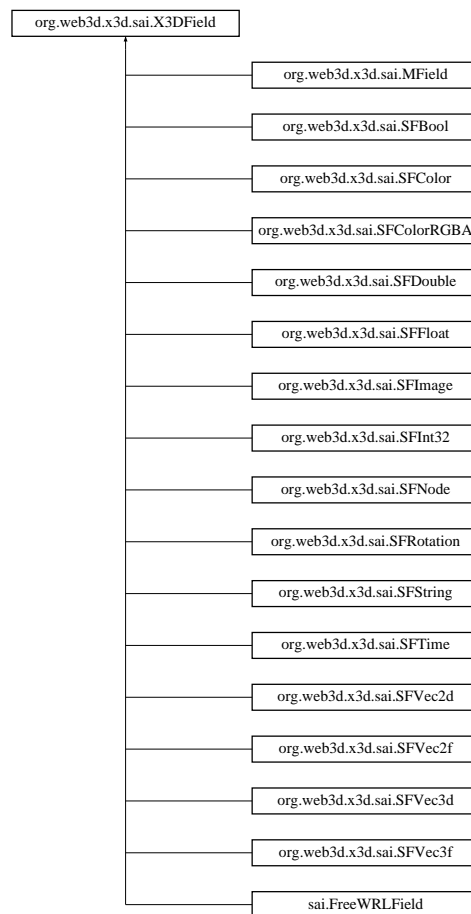 org.web3d.x3d.sai.X3DField
org.web3d.x3d.sai.MField
org.web3d.x3d.sai.SFBool
org.web3d.x3d.sai.SFColor
org.web3d.x3d.sai.SFColorRGBA
org.web3d.x3d.sai.SFDouble
org.web3d.x3d.sai.SFFloat
org.web3d.x3d.sai.SFImage
org.web3d.x3d.sai.SFInt32
org.web3d.x3d.sai.SFNode
org.web3d.x3d.sai.SFRotation
org.web3d.x3d.sai.SFString
org.web3d.x3d.sai.SFTime
org.web3d.x3d.sai.SFVec2d
org.web3d.x3d.sai.SFVec2f
org.web3d.x3d.sai.SFVec3d
org.web3d.x3d.sai.SFVec3f
sai.FreeWRLField